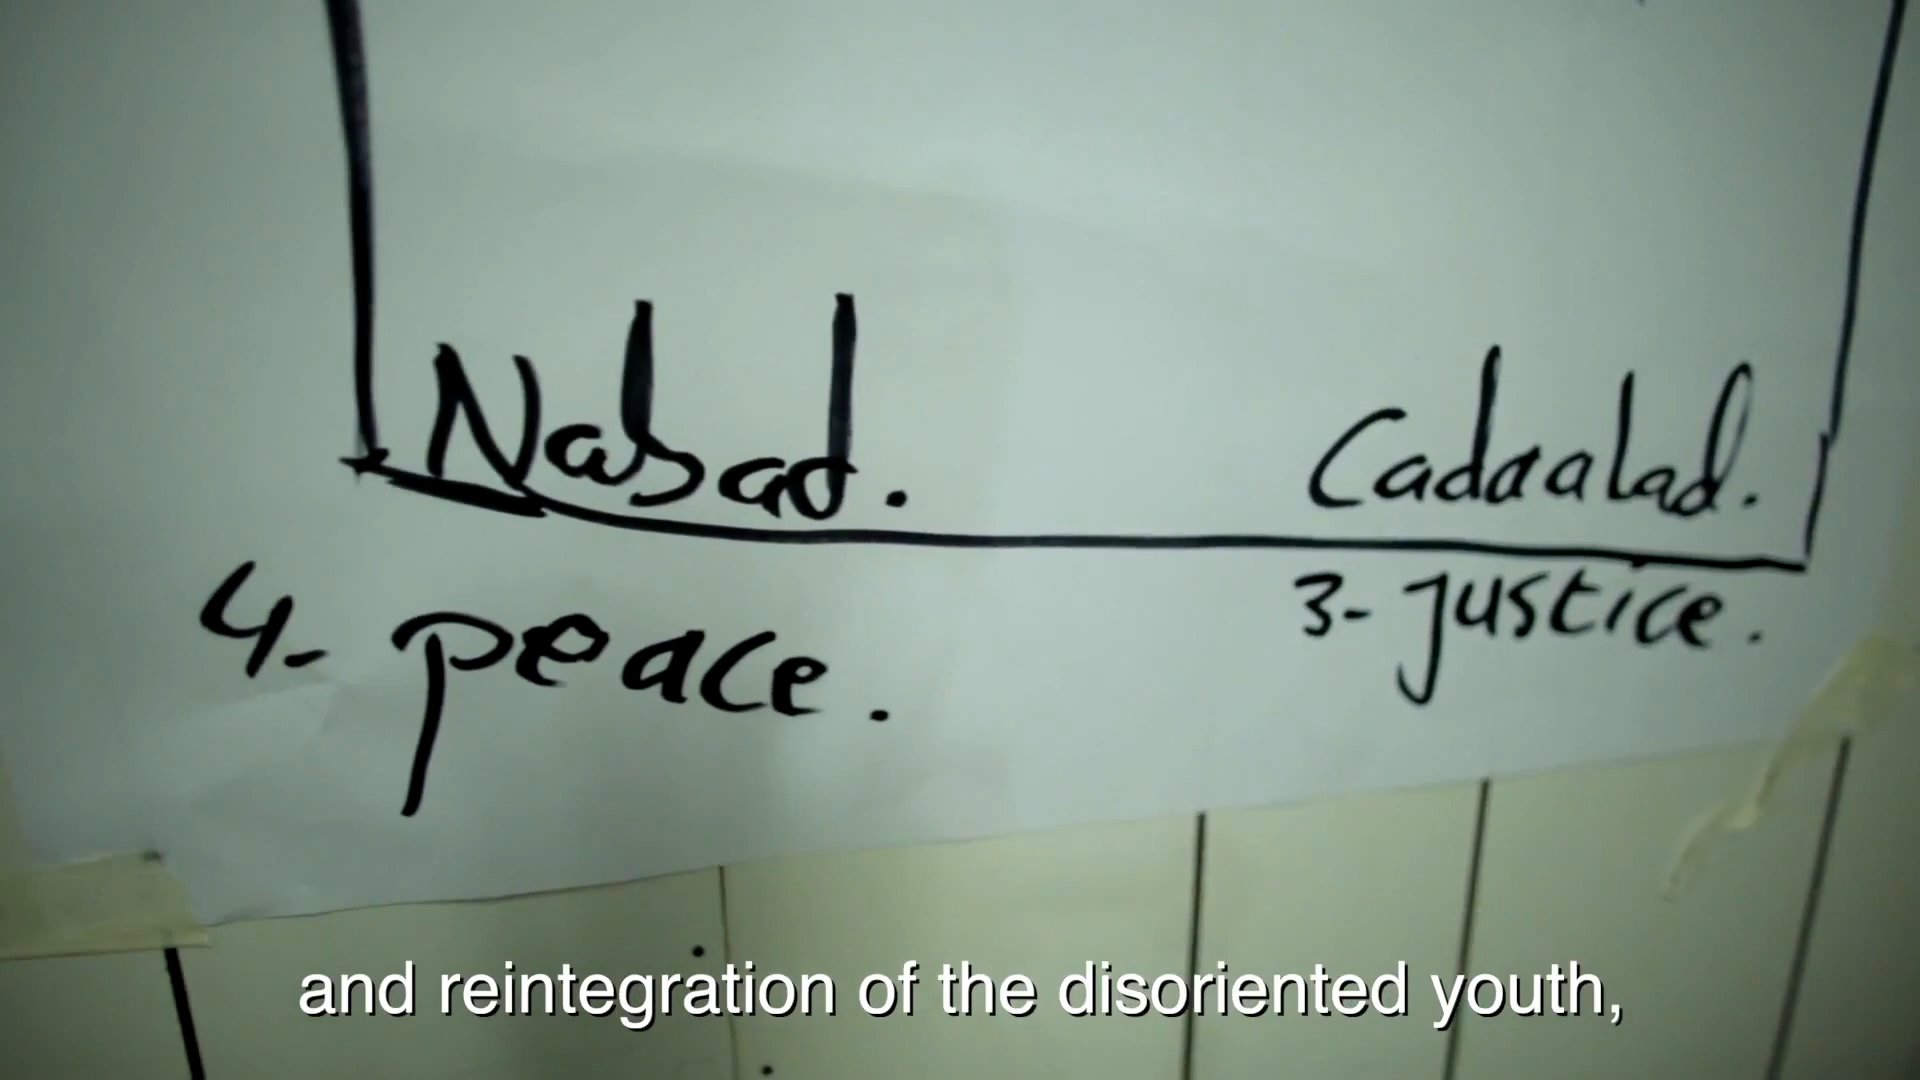 Nabad.
Cadaalad.
4- peace.
3- justice.
and reintegration of the disoriented youth,